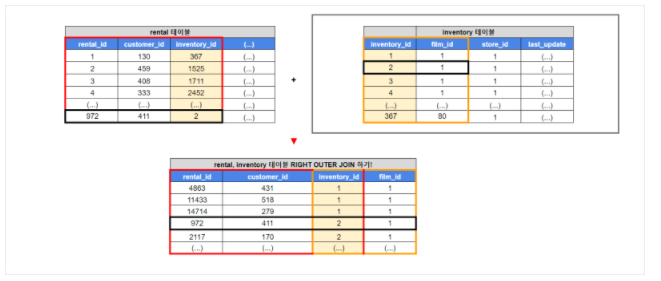 rental 테이블
rental_id customer_id inventory_id (...)
1 130 367 (...)
2 459 1525 (...)
3 408 1711 (...)
4 333 2452 (...)
(...) (...) (...) (...)
972 411 2 (...)
+
inventory 테이블
inventory_id film_id store_id last_update
1 1 1 (...)
2 1 1 (...)
3 1 1 (...)
4 1 1 (...)
(...) (...) (...) (...)
367 80 1 (...)
rental, inventory 테이블 RIGHT OUTER JOIN 하기!
rental_id customer_id inventory_id film_id
4863 431 1 1
11433 518 1 1
14714 279 1 1
972 411 2 1
2117 170 2 1
(...) (...) (...) (...)